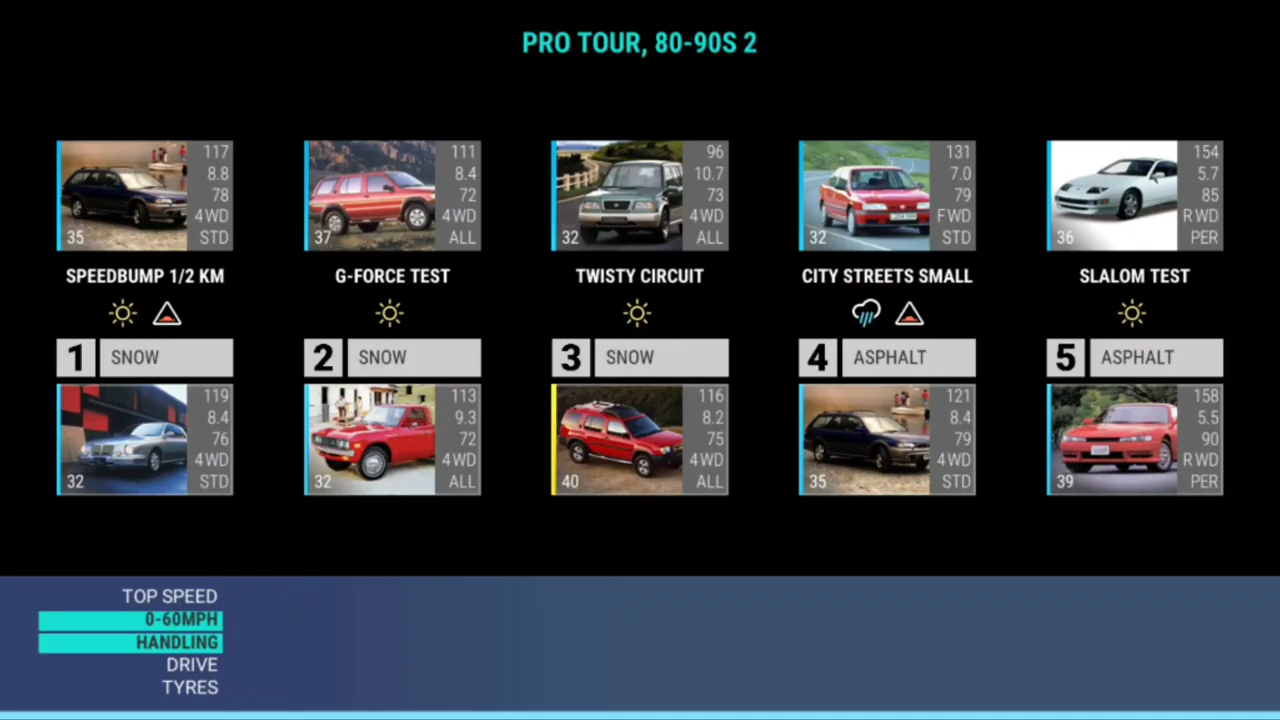 PRO TOUR, 80-90S 2
117
8.8
78
4WD
STD
35
111
8.4
72
4WD
ALL
37
96
10.7
73
4WD
ALL
32
131
7.0
79
FWD
STD
32
154
5.7
85
RWD
PER
36
SPEEDBUMP 1/2 KM
G-FORCE TEST
TWISTY CIRCUIT
CITY STREETS SMALL
SLALOM TEST
1 SNOW
2 SNOW
3 SNOW
4 ASPHALT
5 ASPHALT
119
8.4
76
4WD
STD
32
113
9.3
72
4WD
ALL
32
116
8.2
75
4WD
ALL
40
121
8.4
79
4WD
STD
35
158
5.5
90
RWD
PER
39
TOP SPEED
0-60MPH
HANDLING
DRIVE
TYRES